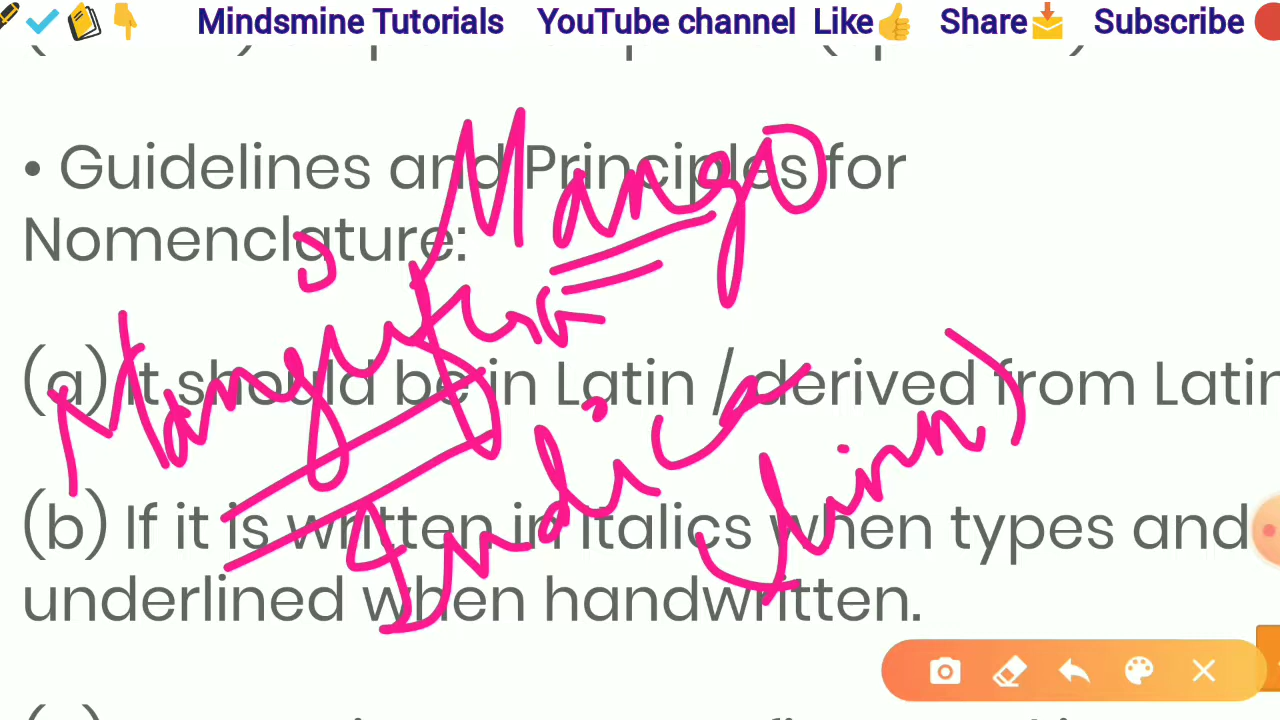 Mindsmine Tutorials YouTube channel Like Share Subscribe
• Guidelines and Principles for
Nomenclature:
Mango
Mangifera
(a) It should be in Latin / derived from Latin
Indica
(Linn)
(b) If it is written in Italics when types and
underlined when handwritten.